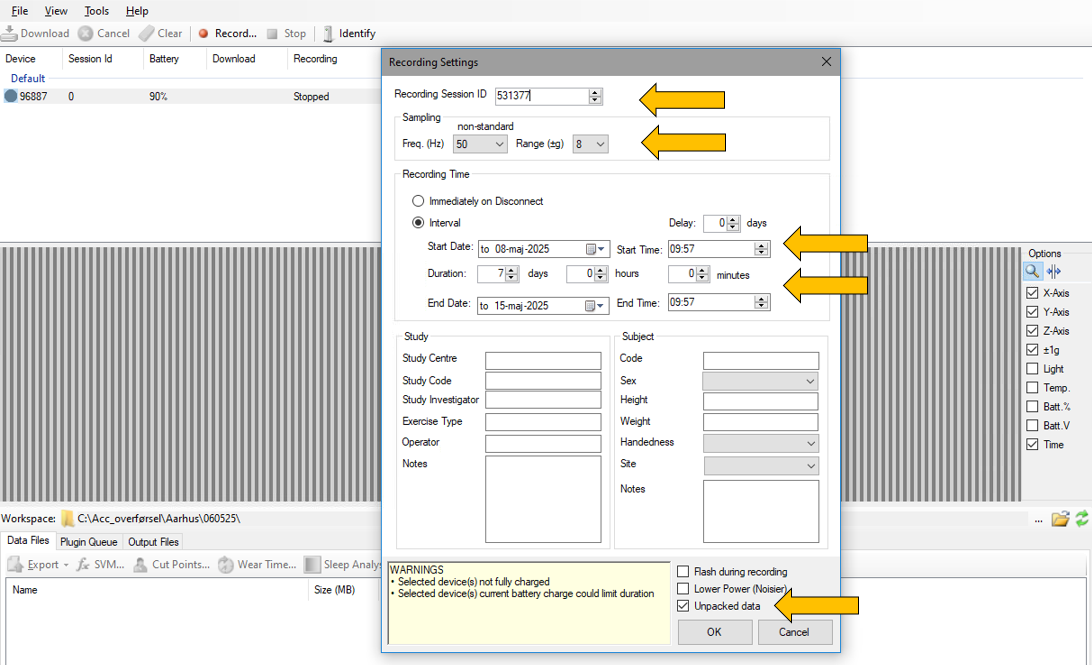 File View Tools Help
Download Cancel Clear Record... Stop Identify
Device Session Id Battery Download Recording
Default
96887 0 90% Stopped
Recording Settings
Recording Session ID 531377
Sampling
non-standard
Freq. (Hz) 50 Range (±g) 8
Recording Time
Immediately on Disconnect
Interval Delay: 0 days
Start Date: to 08-maj-2025 Start Time: 09:57
Duration: 7 days 0 hours 0 minutes
End Date: to 15-maj-2025 End Time: 09:57
Study
Study Centre
Study Code
Study Investigator
Exercise Type
Operator
Notes
Subject
Code
Sex
Height
Weight
Handedness
Site
Notes
WARNINGS
• Selected device(s) not fully charged
• Selected device(s) current battery charge could limit duration
Flash during recording
Lower Power (Noisier)
Unpacked data
OK Cancel
Options
X-Axis
Y-Axis
Z-Axis
±1g
Light
Temp.
Batt.%
Batt.V
Time
Workspace: C:\Acc_overførsel\Aarhus\060525\ ...
Data Files Plugin Queue Output Files
Export SVM... Cut Points... Wear Time... Sleep Analys
Name Size (MB)